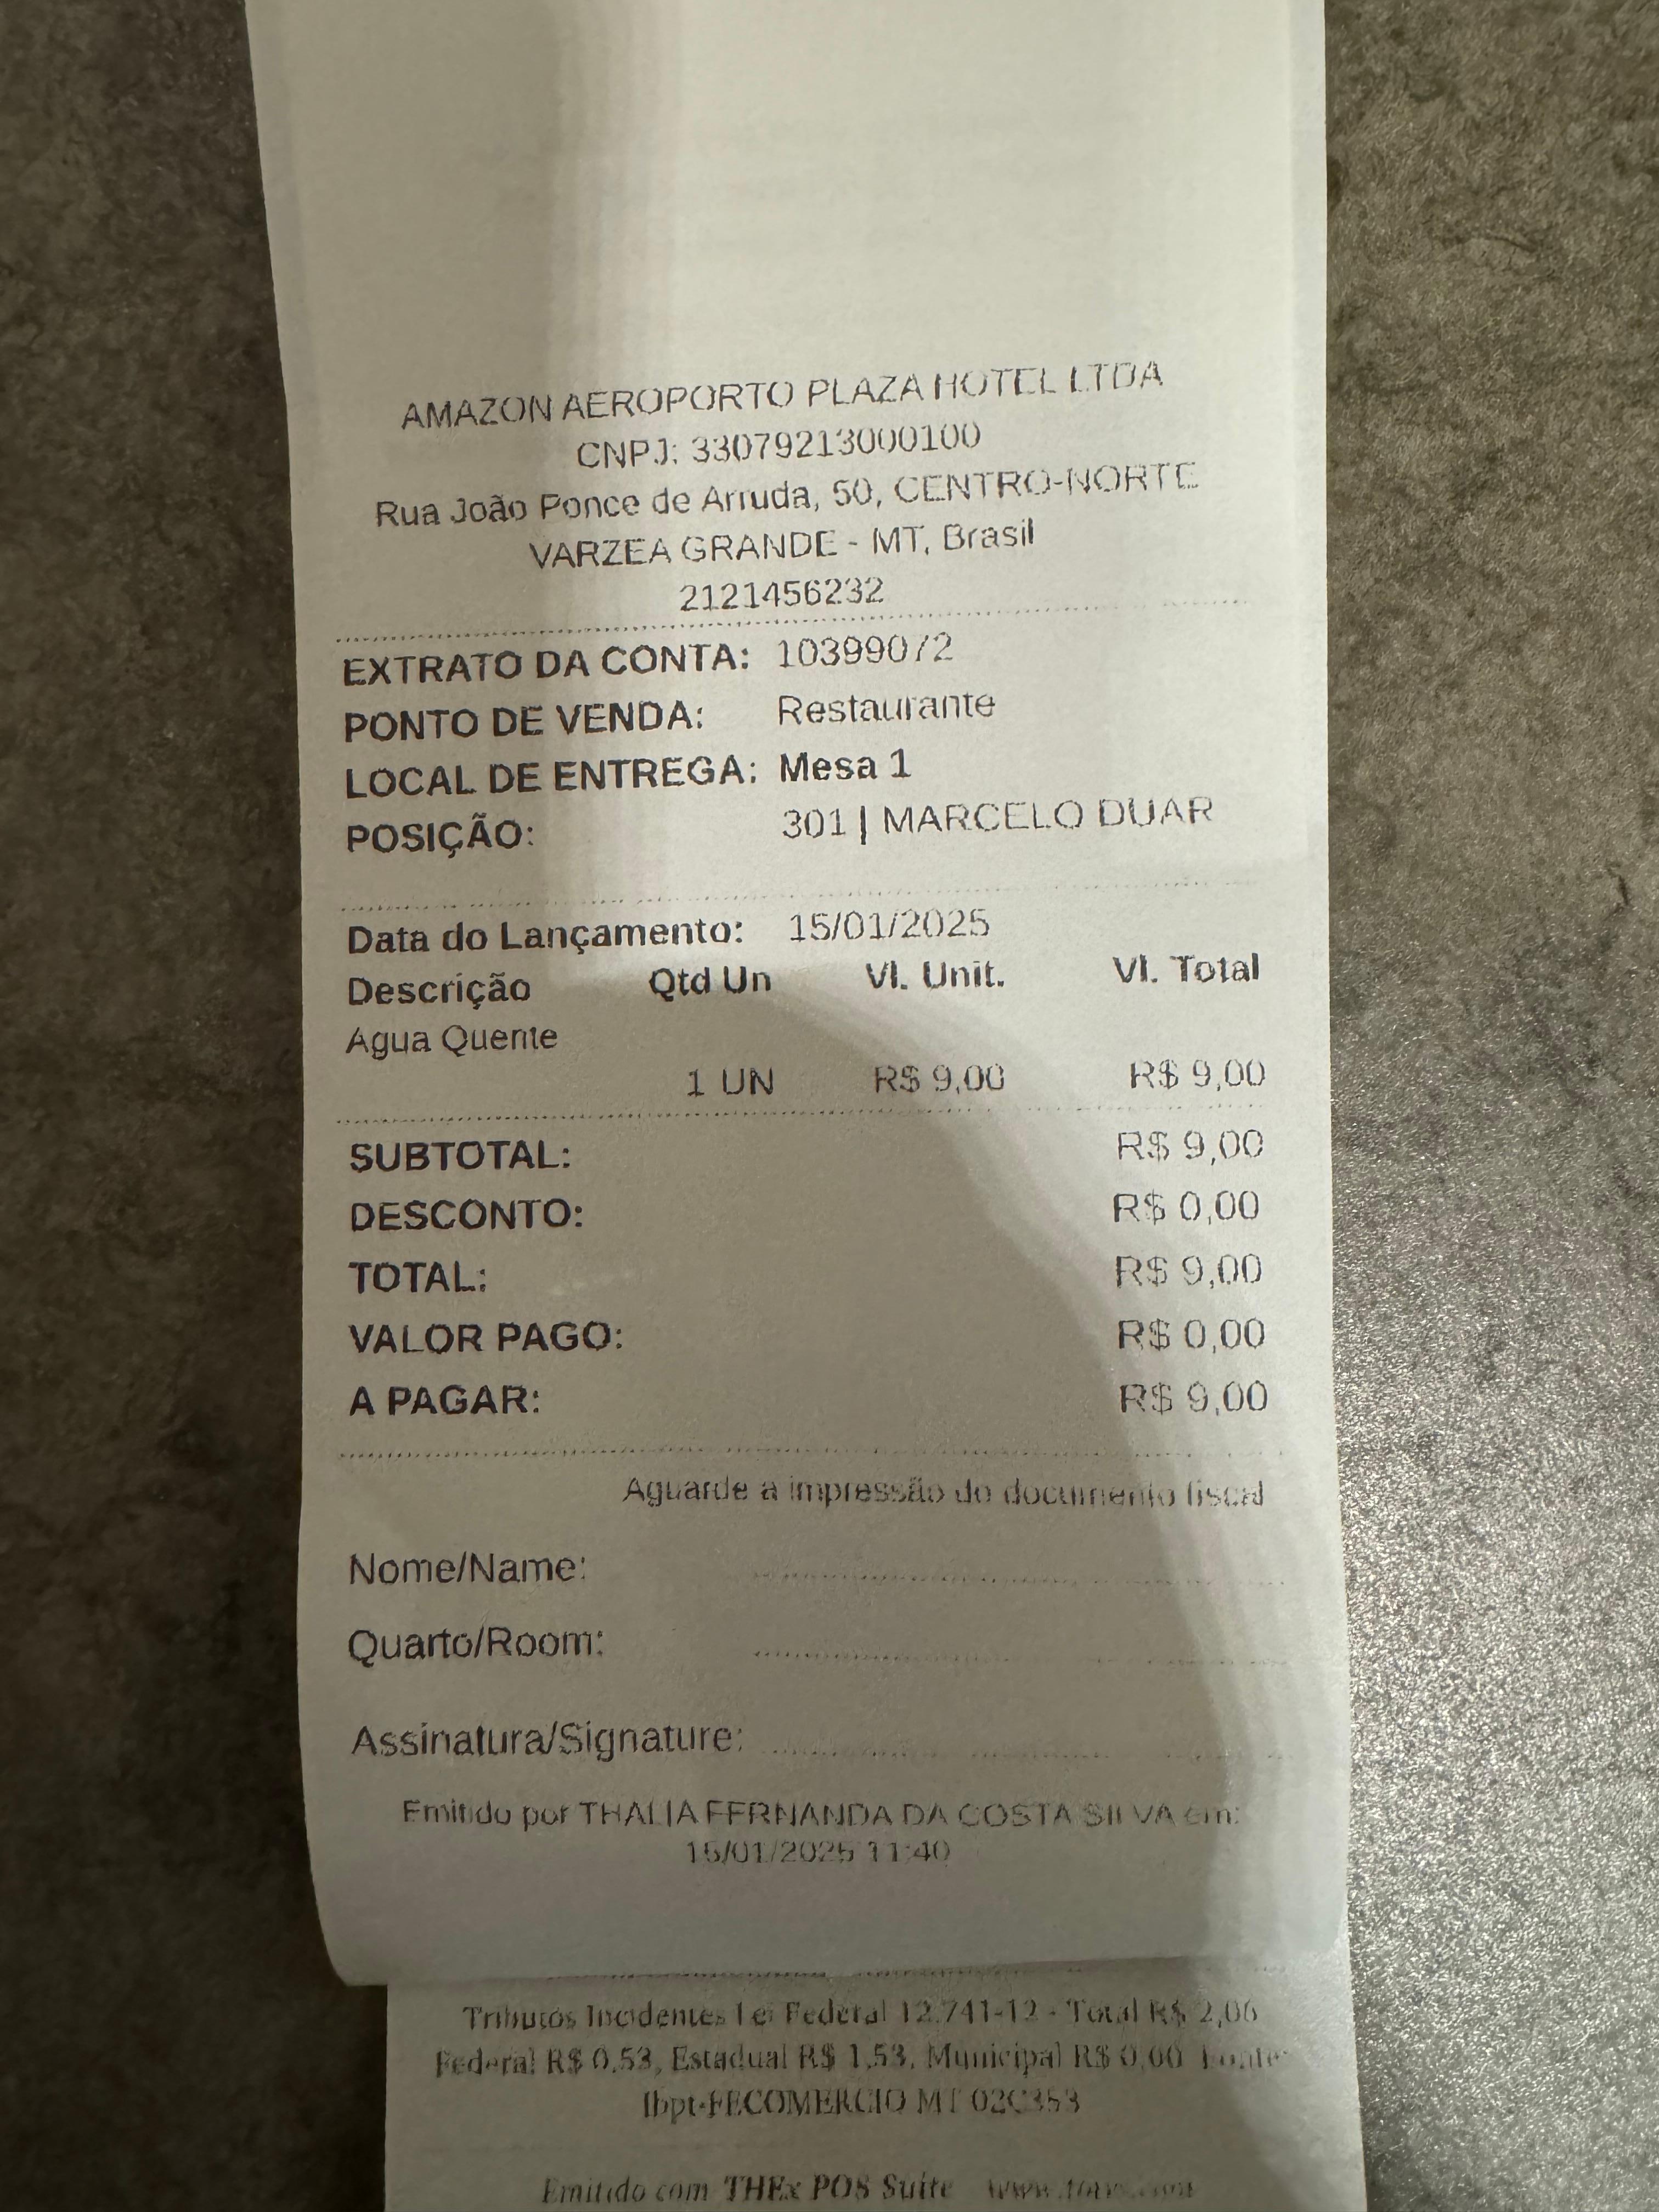 AMAZON AEROPORTO PLAZA HOTEL LTDA
CNPJ: 33079213000100
Rua João Ponce de Arruda, 50, CENTRO-NORTE
VARZEA GRANDE - MT, Brasil
2121456232
EXTRATO DA CONTA: 10399072
PONTO DE VENDA: Restaurante
LOCAL DE ENTREGA: Mesa 1
POSIÇÃO: 301 | MARCELO DUAR
Data do Lançamento: 15/01/2025
Descrição Qtd Un Vl. Unit. Vl. Total
Agua Quente
1 UN R$ 9,00 R$ 9,00
SUBTOTAL: R$ 9,00
DESCONTO: R$ 0,00
TOTAL: R$ 9,00
VALOR PAGO: R$ 0,00
A PAGAR: R$ 9,00
Aguarde a impressão do documento fiscal
Nome/Name:
Quarto/Room:
Assinatura/Signature:
Emitido por THALIA FERNANDA DA COSTA SILVA em:
15/01/2025 11:40
Tributos Incidentes Lei Federal 12.741-12 - Total R$ 2,06
Federal R$ 0,53, Estadual R$ 1,53, Municipal R$ 0,00 Fonte:
Ibpt-FECOMERCIO MT 02C353
Emitido com THEx POS Suite